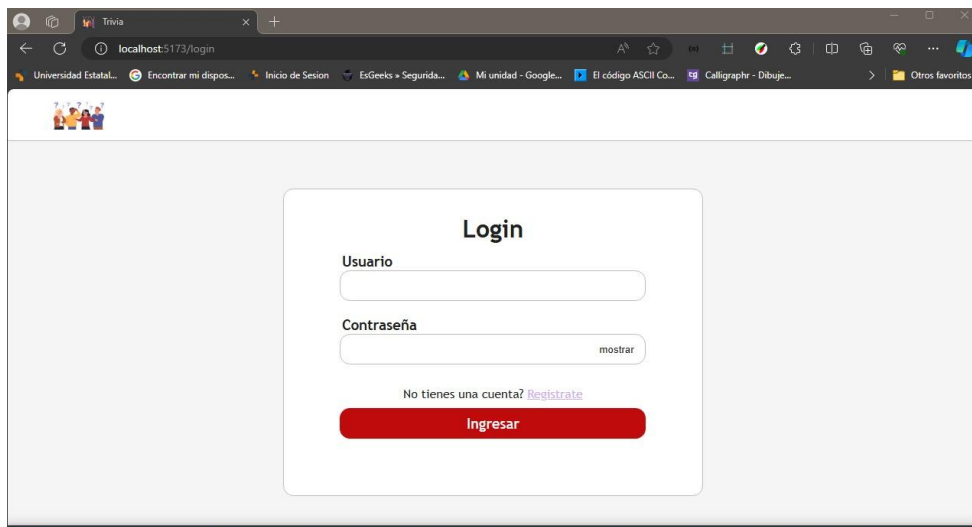 Trivia
localhost:5173/login
Universidad Estatal... Encontrar mi dispos... Inicio de Sesion EsGeeks » Segurida... Mi unidad - Google... El código ASCII Co... cg Calligraphr - Dibuje... Otros favoritos
Login
Usuario
Contraseña
mostrar
No tienes una cuenta? Registrate
Ingresar